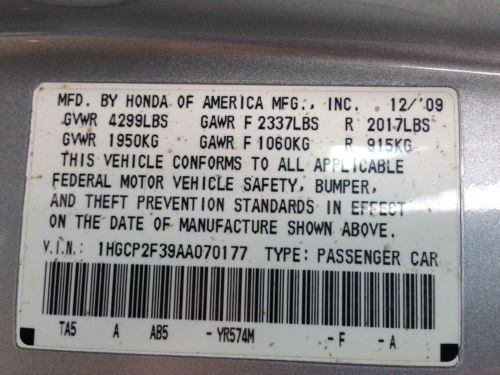 MFD. BY HONDA OF AMERICA MFG., INC. 12/'09
GVWR 4299LBS GAWR F 2337LBS R 2017LBS
GVWR 1950KG GAWR F 1060KG R 915KG
THIS VEHICLE CONFORMS TO ALL APPLICABLE
FEDERAL MOTOR VEHICLE SAFETY, BUMPER,
AND THEFT PREVENTION STANDARDS IN EFFECT
ON THE DATE OF MANUFACTURE SHOWN ABOVE.
V.I.N.: 1HGCP2F39AA070177 TYPE: PASSENGER CAR
TA5 A AB5 - YR574M - F - A